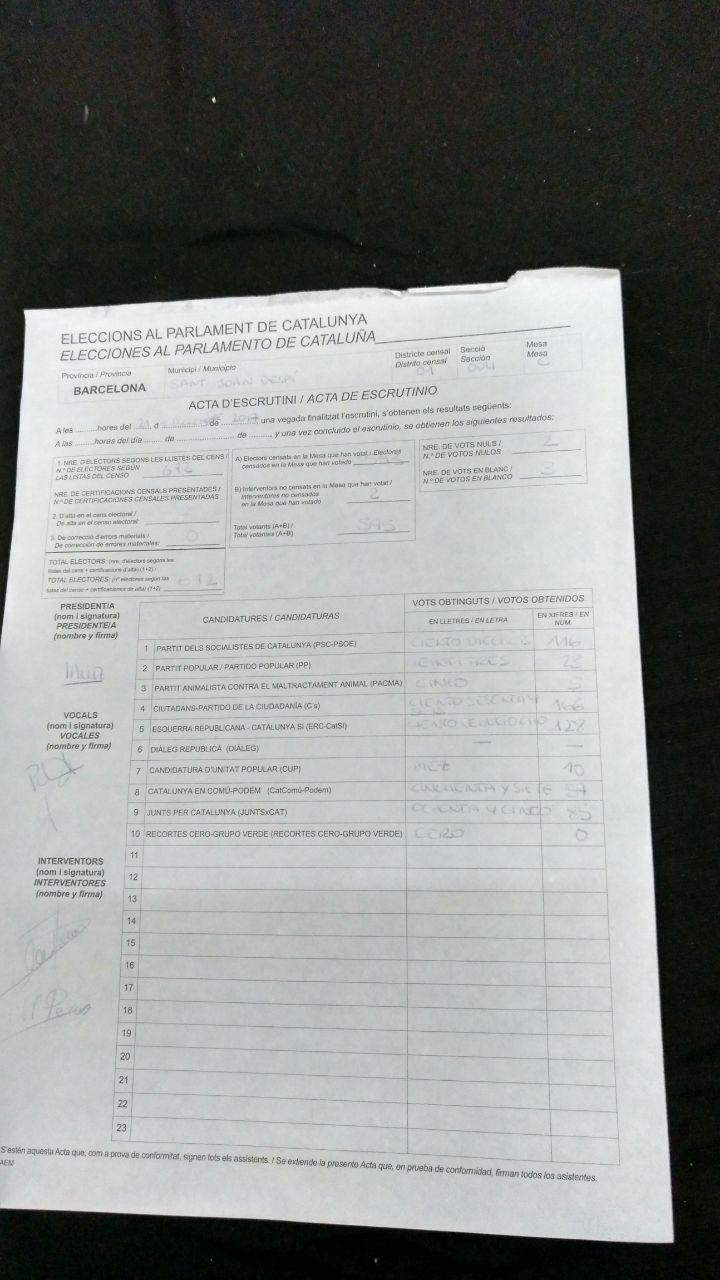 ELECCIONS AL PARLAMENT DE CATALUNYA
ELECCIONES AL PARLAMENTO DE CATALUÑA
Província / Provincia
BARCELONA
Municipi / Municipio
SANT JOAN DESPÍ
Districte censal
Distrito censal
01
Secció
Sección
004
Mesa
Mesa
C
ACTA D'ESCRUTINI / ACTA DE ESCRUTINIO
A les ..........hores del 21 d ........ de 2017 una vegada finalitzat l'escrutini, s'obtenen els resultats següents:
A las ..........horas del día ........ de ........ de ........, y una vez concluido el escrutinio, se obtienen los siguientes resultados:
1. NRE. D'ELECTORS SEGONS LES LLISTES DEL CENS /
N.º DE ELECTORES SEGÚN
LAS LISTAS DEL CENSO
NRE. DE CERTIFICACIONS CENSALS PRESENTADES /
N.º DE CERTIFICACIONES CENSALES PRESENTADAS
2. D'alta en el cens electoral /
De alta en el censo electoral:
3. De correcció d'errors materials /
De corrección de errores materiales: 0
TOTAL ELECTORS: (nre. d'electors segons les
llistes del cens + certificacions d'alta) (1+2) /
TOTAL ELECTORES: (nº electores según las
listas del censo + certificaciones de alta) (1+2)
A) Electors censats en la Mesa que han votat / Electores
censados en la Mesa que han votado
B) Interventors no censats en la Mesa que han votat /
Interventores no censados
en la Mesa que han votado 2
Total votants (A+B) /
Total votantes (A+B)
NRE. DE VOTS NULS /
N.º DE VOTOS NULOS 2
NRE. DE VOTS EN BLANC /
N.º DE VOTOS EN BLANCO 3
PRESIDENT/A
(nom i signatura)
PRESIDENTE/A
(nombre y firma)
VOCALS
(nom i signatura)
VOCALES
(nombre y firma)
INTERVENTORS
(nom i signatura)
INTERVENTORES
(nombre y firma)
CANDIDATURES / CANDIDATURAS
VOTS OBTINGUTS / VOTOS OBTENIDOS
EN LLETRES / EN LETRA
EN XIFRES / EN NÚM.
1 PARTIT DELS SOCIALISTES DE CATALUNYA (PSC-PSOE) CIENTO DIECISEIS 116
2 PARTIT POPULAR / PARTIDO POPULAR (PP) VEINTITRES 23
3 PARTIT ANIMALISTA CONTRA EL MALTRACTAMENT ANIMAL (PACMA) CINCO 5
4 CIUTADANS-PARTIDO DE LA CIUDADANÍA (C's) CIENTO SESENTA Y SEIS 166
5 ESQUERRA REPUBLICANA - CATALUNYA SÍ (ERC-CatSí) CIENTO VEINTIOCHO 128
6 DIÀLEG REPUBLICÀ (DIÀLEG) — —
7 CANDIDATURA D'UNITAT POPULAR (CUP) DIEZ 10
8 CATALUNYA EN COMÚ-PODEM (CatComú-Podem) CINCUENTA Y SIETE 57
9 JUNTS PER CATALUNYA (JUNTSxCAT) OCHENTA Y CINCO 85
10 RECORTES CERO-GRUPO VERDE (RECORTES CERO-GRUPO VERDE) CERO 0
11
12
13
14
15
16
17
18
19
20
21
22
23
S'estén aquesta Acta que, com a prova de conformitat, signen tots els assistents. / Se extiende la presente Acta que, en prueba de conformidad, firman todos los asistentes.
AEM